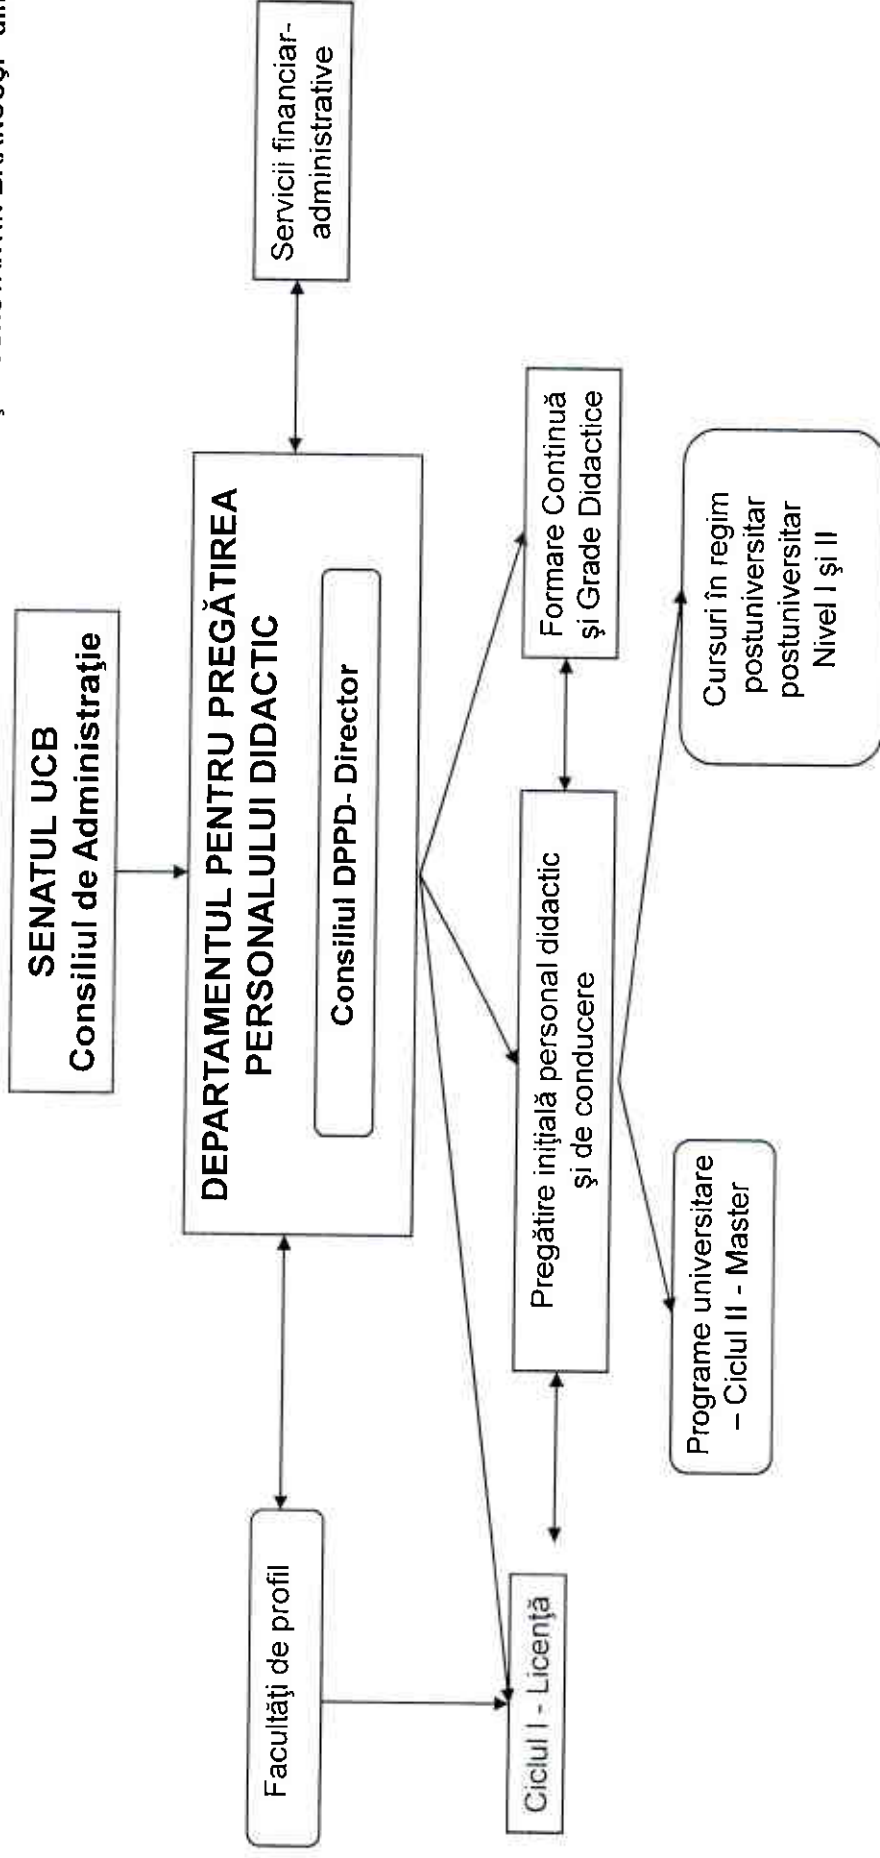 SENATUL UCB
Consiliul de Administraţie
DEPARTAMENTUL PENTRU PREGĂTIREA
PERSONALULUI DIDACTIC
Consiliul DPPD- Director
Facultăţi de profil
Servicii financiar-
administrative
Ciclul I - Licenţă
Pregătire iniţială personal didactic
şi de conducere
Formare Continuă
şi Grade Didactice
Programe universitare
– Ciclul II - Master
Cursuri în regim
postuniversitar
postuniversitar
Nivel I şi II